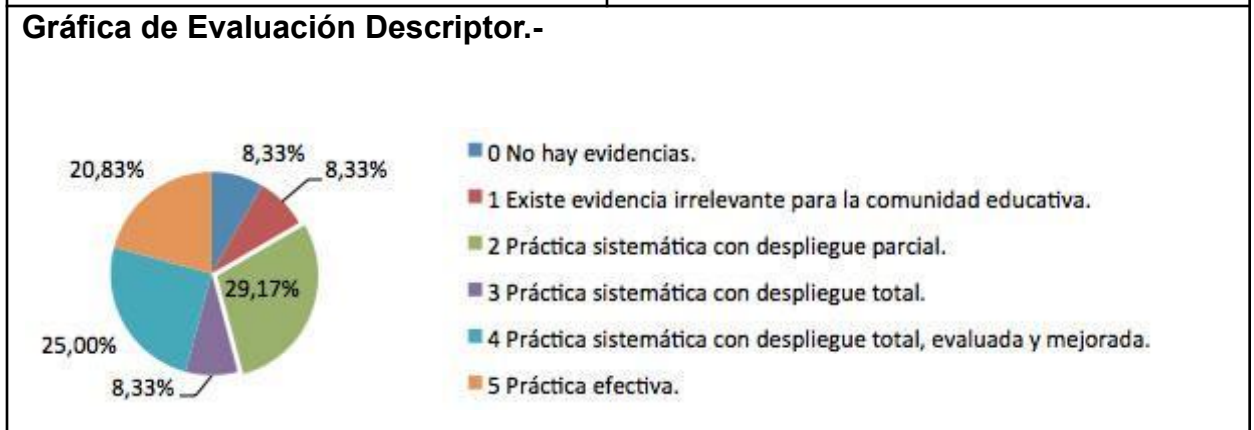 Gráfica de Evaluación Descriptor.-
8,33%
20,83%
8,33%
0 No hay evidencias.
1 Existe evidencia irrelevante para la comunidad educativa.
2 Práctica sistemática con despliegue parcial.
29,17%
3 Práctica sistemática con despliegue total.
25,00%
4 Práctica sistemática con despliegue total, evaluada y mejorada.
8,33%
5 Práctica efectiva.